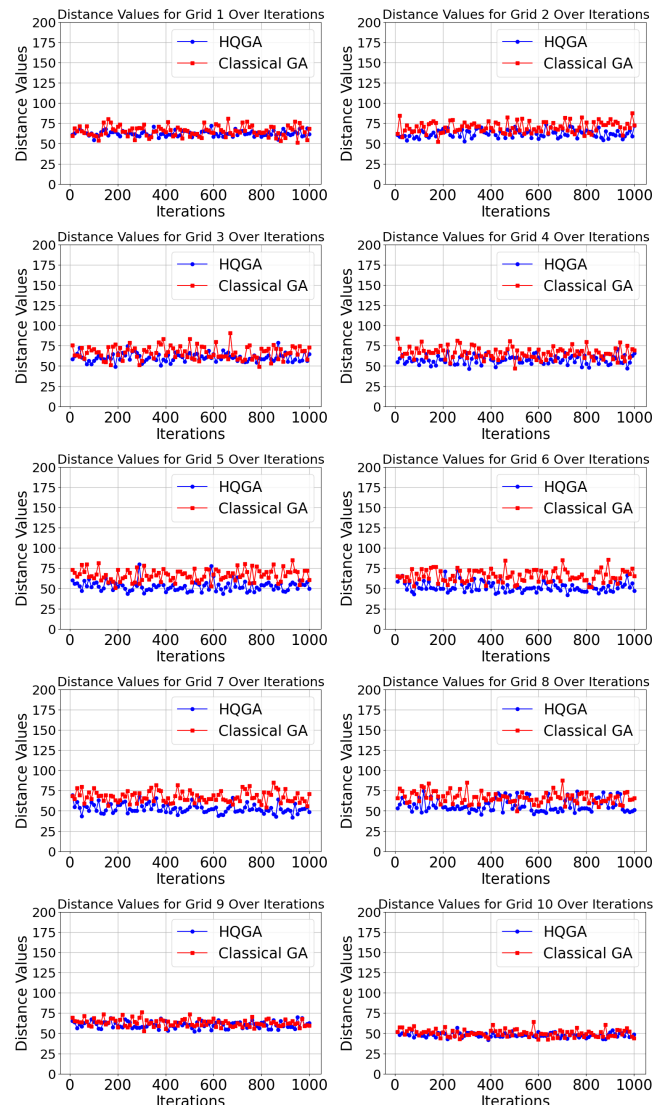 Distance Values for Grid 1 Over Iterations
Distance Values
200
175
150
125
100
75
50
25
0
HQGA
Classical GA
0 200 400 600 800 1000
Iterations
Distance Values for Grid 2 Over Iterations
Distance Values
200
175
150
125
100
75
50
25
0
HQGA
Classical GA
0 200 400 600 800 1000
Iterations
Distance Values for Grid 3 Over Iterations
Distance Values
200
175
150
125
100
75
50
25
0
HQGA
Classical GA
0 200 400 600 800 1000
Iterations
Distance Values for Grid 4 Over Iterations
Distance Values
200
175
150
125
100
75
50
25
0
HQGA
Classical GA
0 200 400 600 800 1000
Iterations
Distance Values for Grid 5 Over Iterations
Distance Values
200
175
150
125
100
75
50
25
0
HQGA
Classical GA
0 200 400 600 800 1000
Iterations
Distance Values for Grid 6 Over Iterations
Distance Values
200
175
150
125
100
75
50
25
0
HQGA
Classical GA
0 200 400 600 800 1000
Iterations
Distance Values for Grid 7 Over Iterations
Distance Values
200
175
150
125
100
75
50
25
0
HQGA
Classical GA
0 200 400 600 800 1000
Iterations
Distance Values for Grid 8 Over Iterations
Distance Values
200
175
150
125
100
75
50
25
0
HQGA
Classical GA
0 200 400 600 800 1000
Iterations
Distance Values for Grid 9 Over Iterations
Distance Values
200
175
150
125
100
75
50
25
0
HQGA
Classical GA
0 200 400 600 800 1000
Iterations
Distance Values for Grid 10 Over Iterations
Distance Values
200
175
150
125
100
75
50
25
0
HQGA
Classical GA
0 200 400 600 800 1000
Iterations